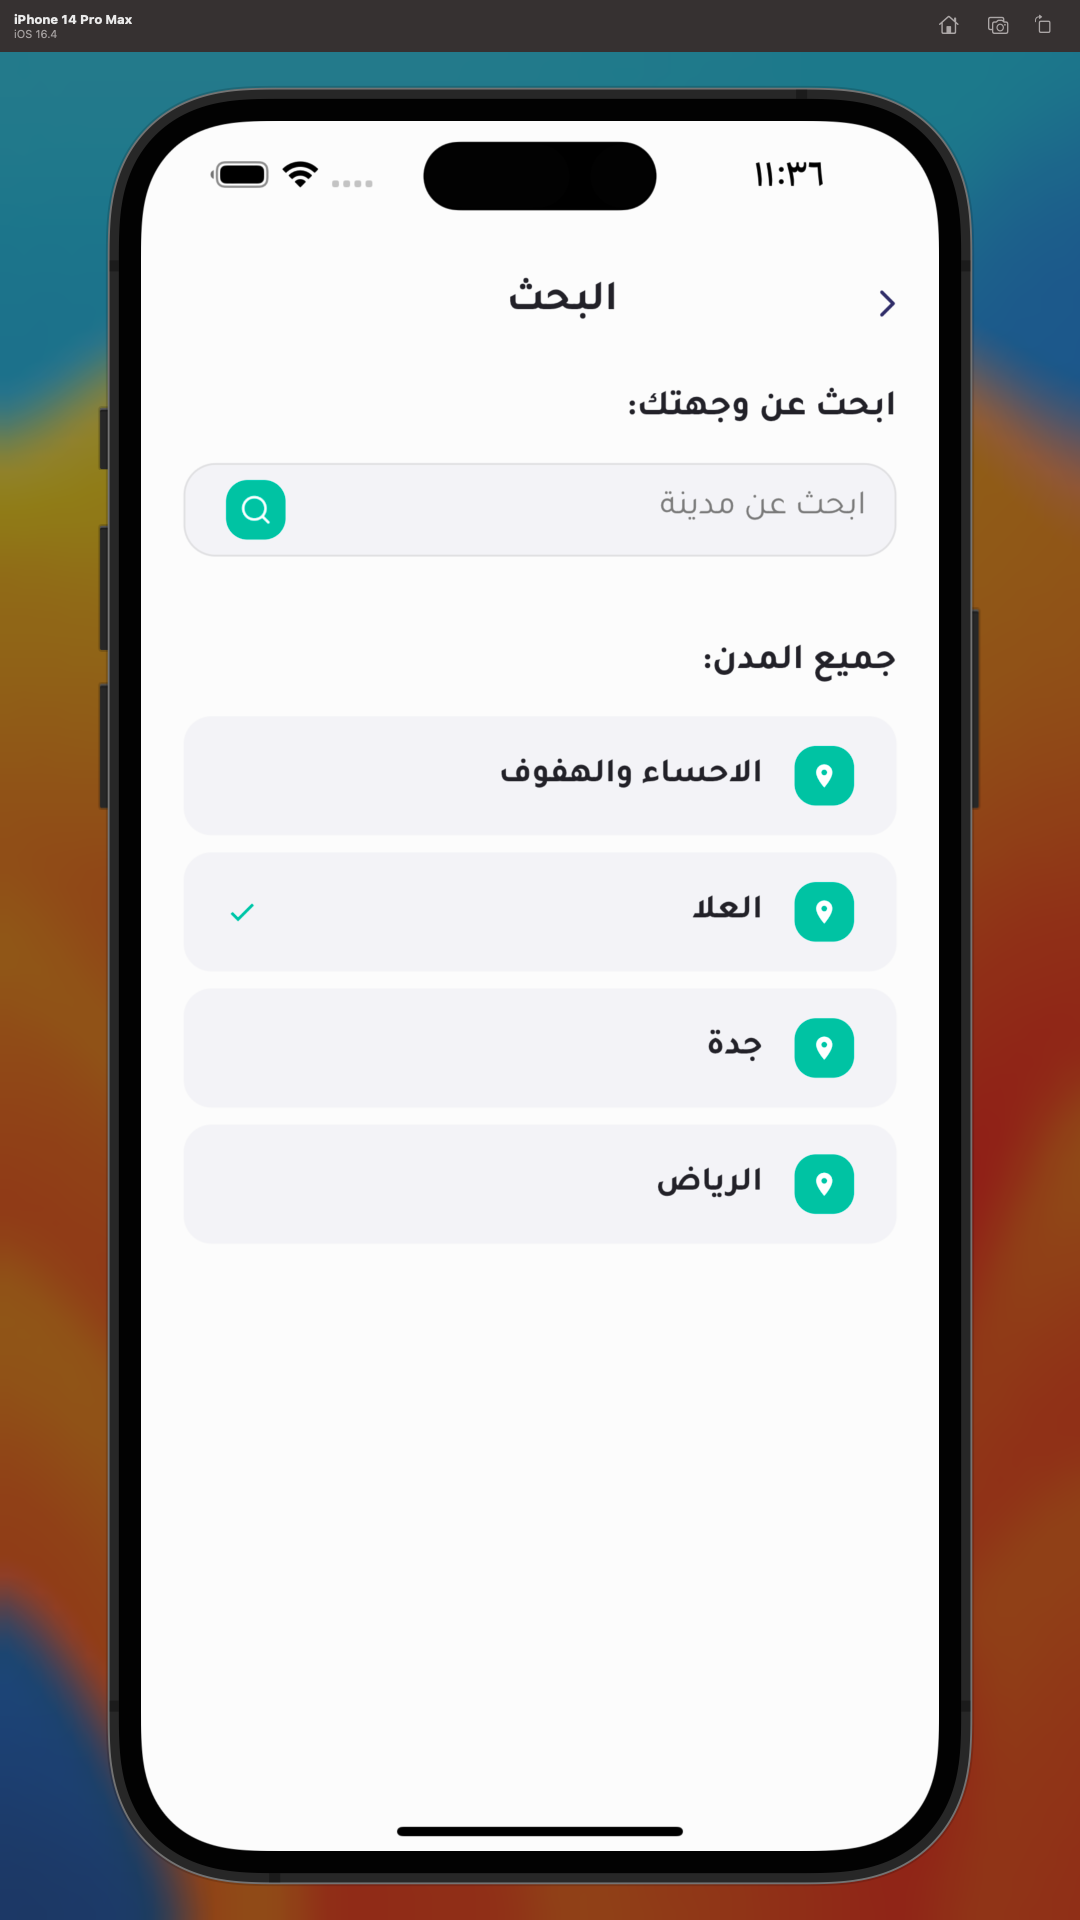 iPhone 14 Pro Max
iOS 16.4
١١:٣٦
البحث
ابحث عن وجهتك:
ابحث عن مدينة
جميع المدن:
الاحساء والهفوف
العلا
جدة
الرياض